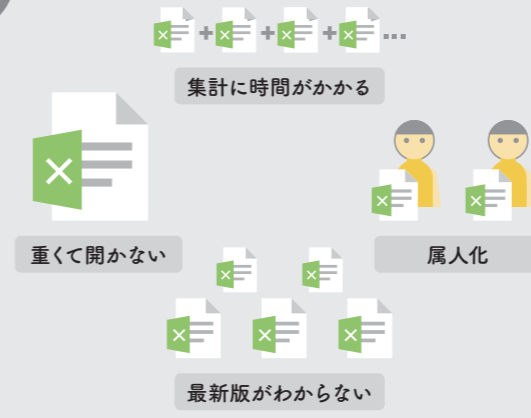 集計に時間がかかる
重くて開かない
属人化
最新版がわからない